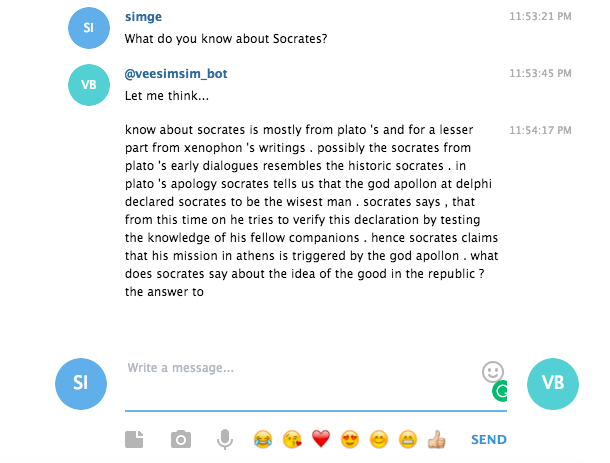 SI
simge
11:53:21 PM
What do you know about Socrates?
VB
@veesimsim_bot
11:53:45 PM
Let me think...
know about socrates is mostly from plato 's and for a lesser
11:54:17 PM
part from xenophon 's writings . possibly the socrates from
plato 's early dialogues resembles the historic socrates . in
plato 's apology socrates tells us that the god apollon at delphi
declared socrates to be the wisest man . socrates says , that
from this time on he tries to verify this declaration by testing
the knowledge of his fellow companions . hence socrates claims
that his mission in athens is triggered by the god apollon . what
does socrates say about the idea of the good in the republic ?
the answer to
SI
Write a message...
VB
SEND